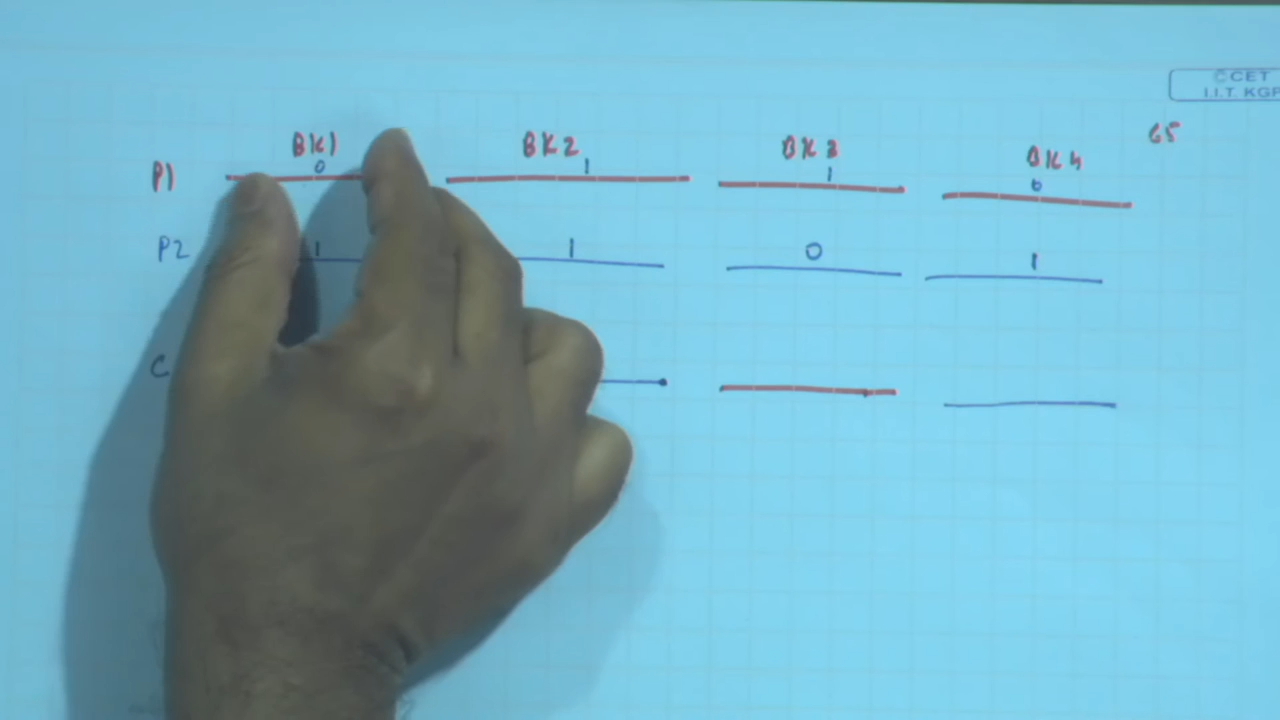 © CET
I.I.T. KGP
65
BK1 BK2 BK3 BK4
P1 0 1 1 0
P2 1 1 0 1
C